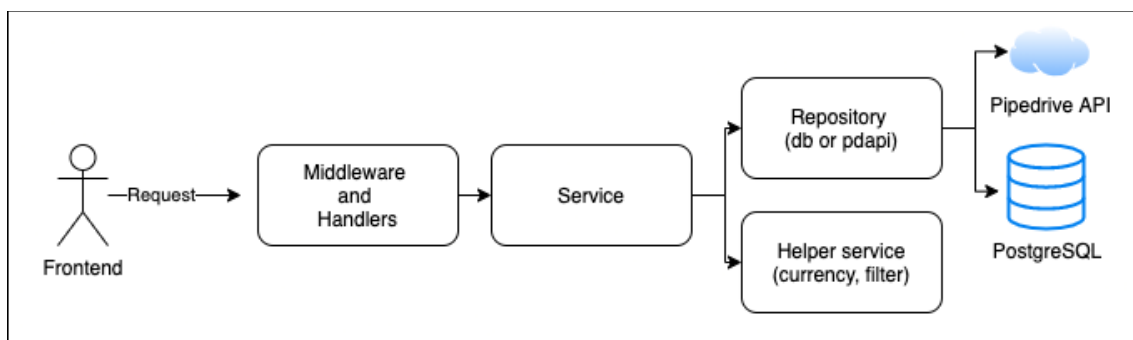 Frontend
Request
Middleware
and
Handlers
Service
Repository
(db or pdapi)
Helper service
(currency, filter)
Pipedrive API
PostgreSQL